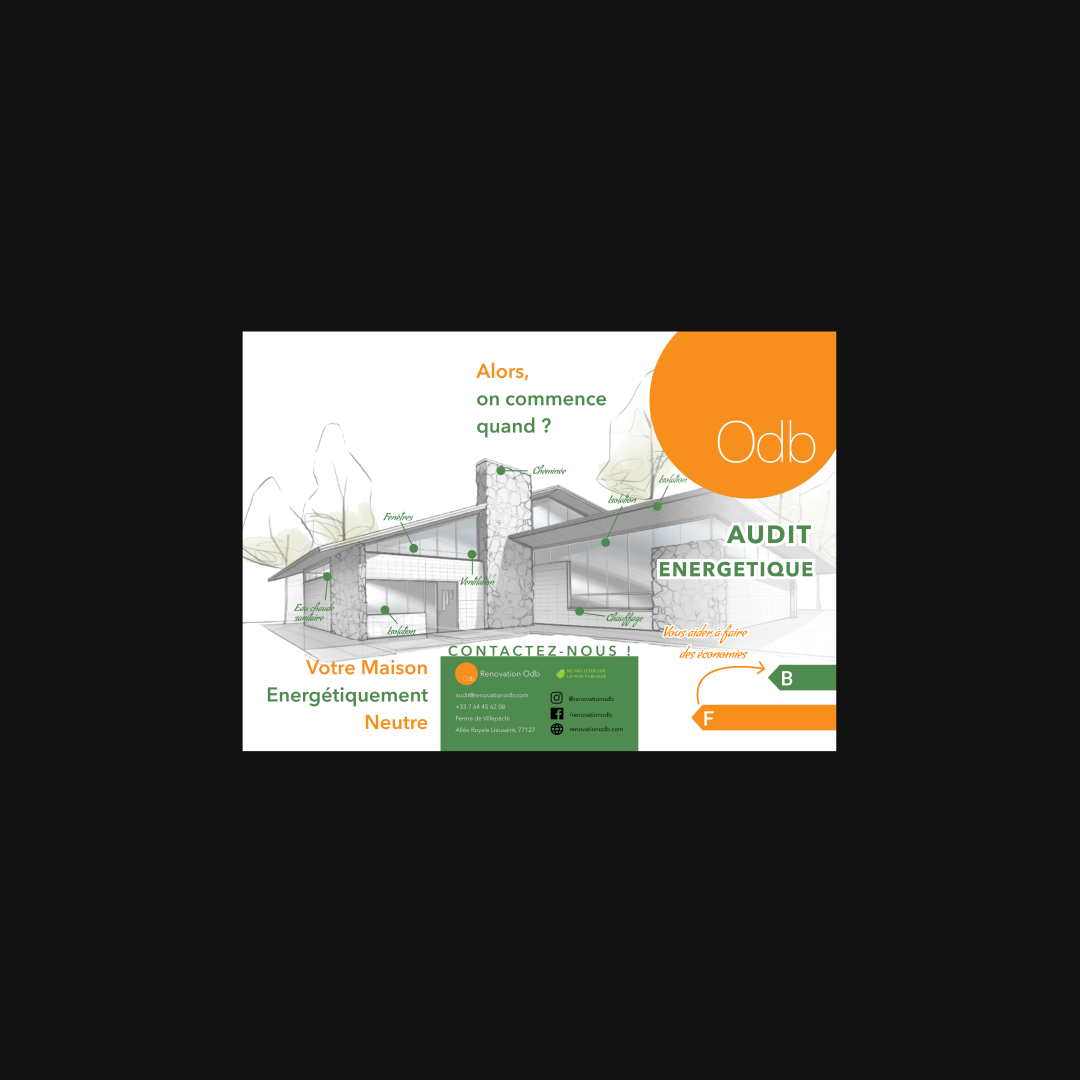 Alors,
on commence
quand ?
Odb
Cheminée
Isolation
Isolation
Fenêtres
Ventilation
Eau chaude
sanitaire
Isolation
Chauffage
AUDIT
ENERGETIQUE
Vous aider à faire
des économies
B
F
Votre Maison
Energétiquement
Neutre
CONTACTEZ-NOUS !
Odb
Renovation Odb
NE PAS JETER SUR
LA VOIE PUBLIQUE
audit@renovationodb.com
+33 7 64 45 62 08
Ferme de Villepècle
Allée Royale Lieusaint, 77127
@renovationodb
/renovationodb
renovationodb.com